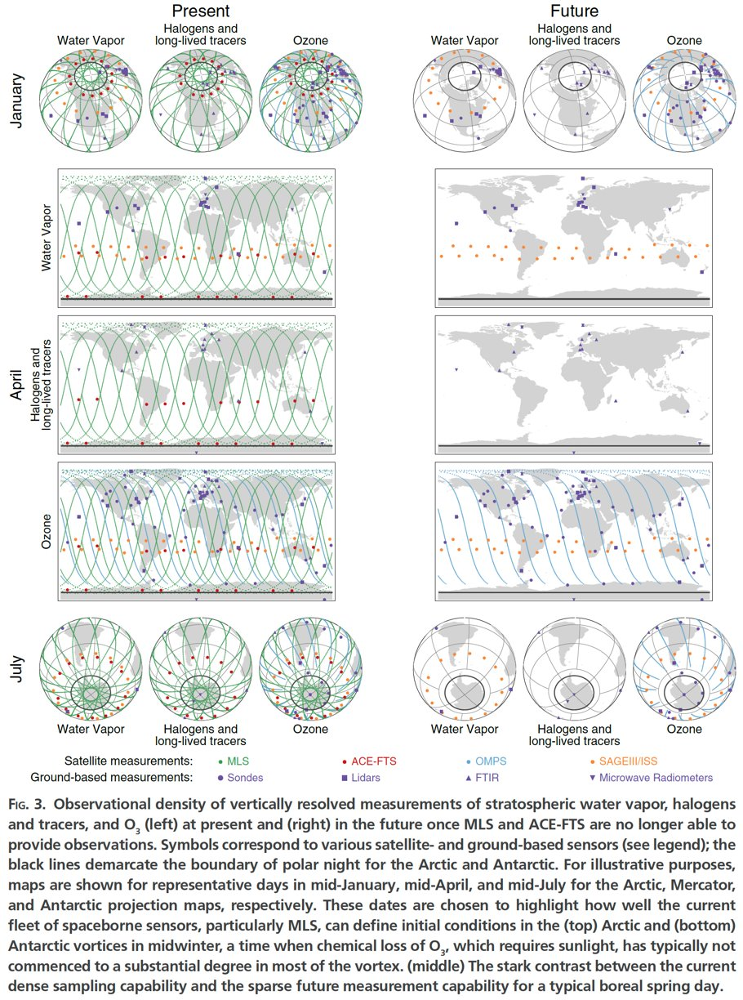 Present
Future
Water Vapor
Halogens and
long-lived tracers
Ozone
Water Vapor
Halogens and
long-lived tracers
Ozone
January
Water Vapor
April
Halogens and
long-lived tracers
Ozone
July
Water Vapor
Halogens and
long-lived tracers
Ozone
Water Vapor
Halogens and
long-lived tracers
Ozone
Satellite measurements: MLS ACE-FTS OMPS SAGEIII/ISS
Ground-based measurements: Sondes Lidars FTIR Microwave Radiometers
Fig. 3. Observational density of vertically resolved measurements of stratospheric water vapor, halogens
and tracers, and O3 (left) at present and (right) in the future once MLS and ACE-FTS are no longer able to
provide observations. Symbols correspond to various satellite- and ground-based sensors (see legend); the
black lines demarcate the boundary of polar night for the Arctic and Antarctic. For illustrative purposes,
maps are shown for representative days in mid-January, mid-April, and mid-July for the Arctic, Mercator,
and Antarctic projection maps, respectively. These dates are chosen to highlight how well the current
fleet of spaceborne sensors, particularly MLS, can define initial conditions in the (top) Arctic and (bottom)
Antarctic vortices in midwinter, a time when chemical loss of O3, which requires sunlight, has typically not
commenced to a substantial degree in most of the vortex. (middle) The stark contrast between the current
dense sampling capability and the sparse future measurement capability for a typical boreal spring day.